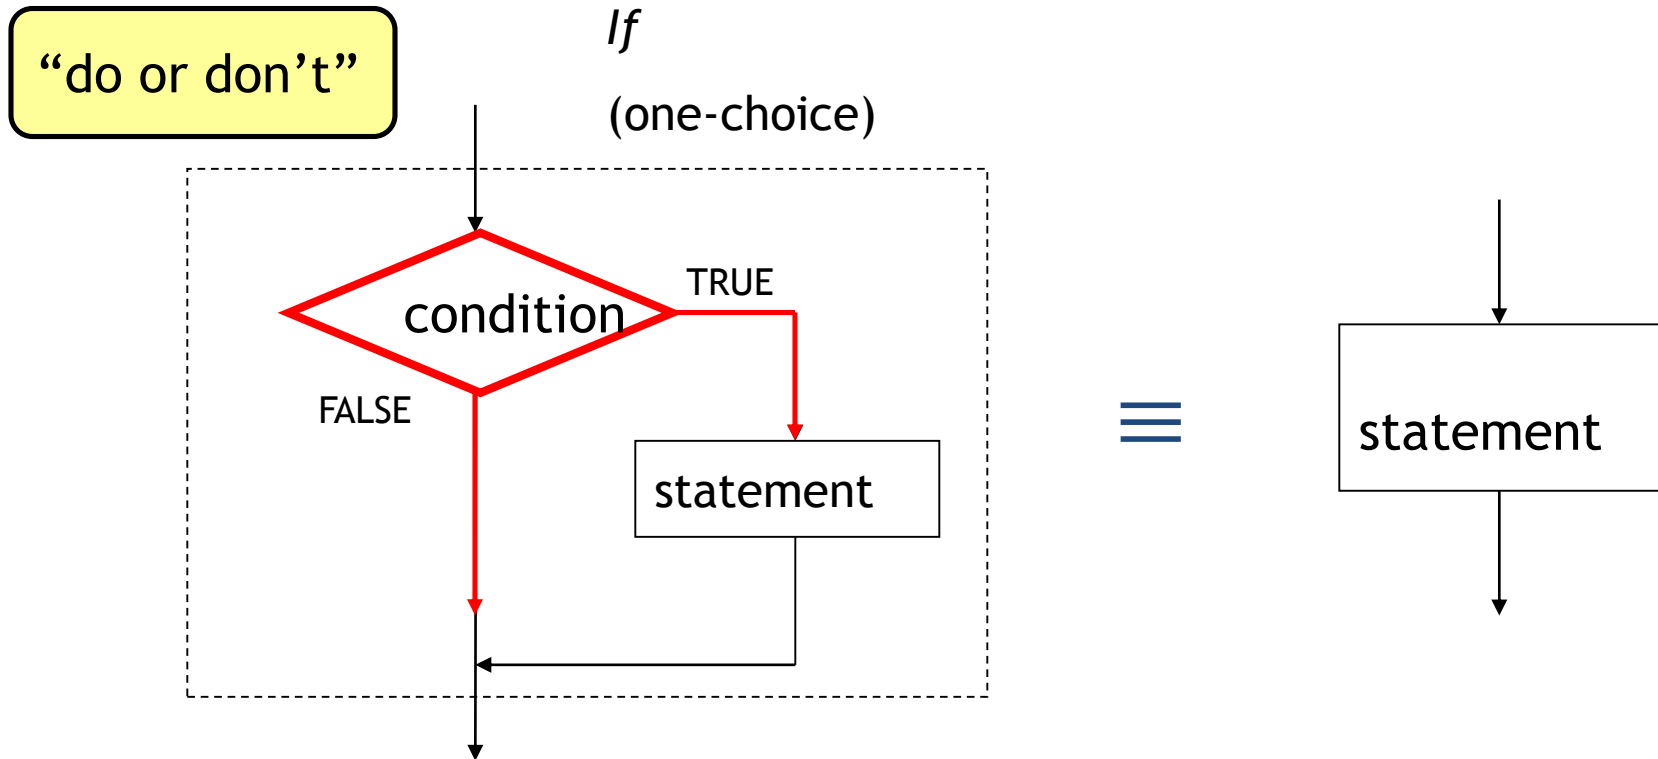 “do or don’t”
If
(one-choice)
TRUE
condition
FALSE
statement
statement